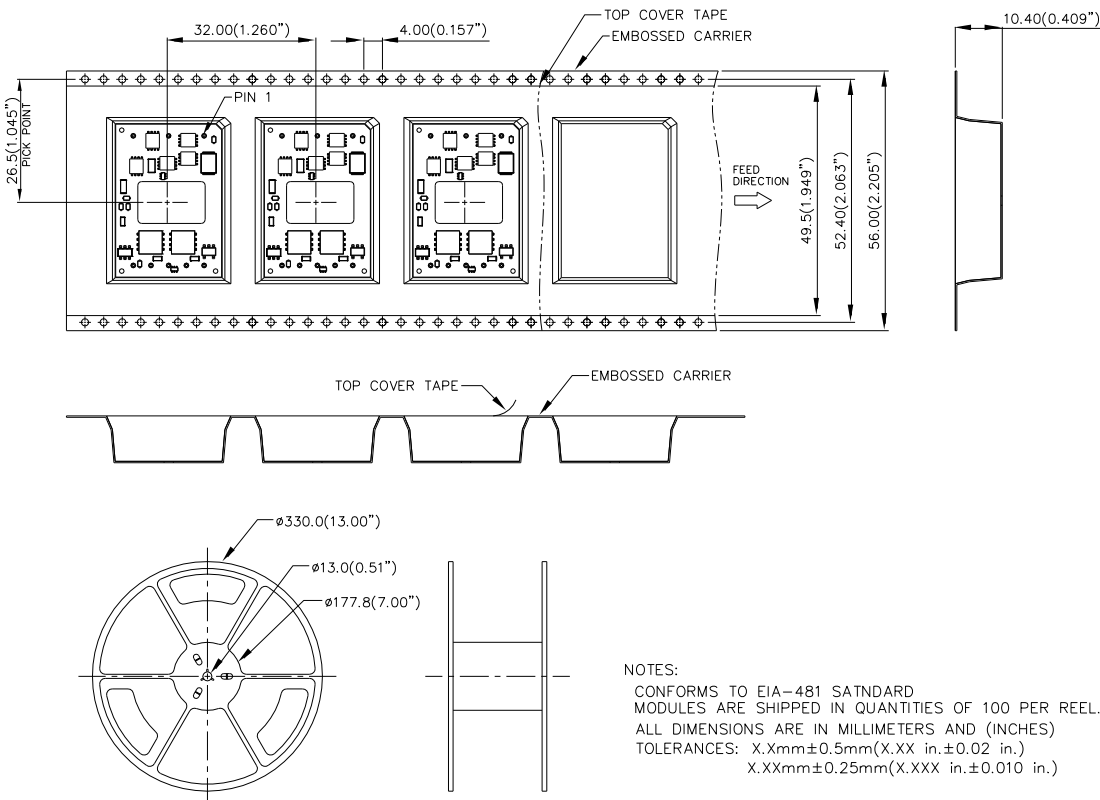 32.00(1.260")
4.00(0.157")
TOP COVER TAPE
EMBOSSED CARRIER
10.40(0.409")
26.5(1.045")
PICK POINT
PIN 1
FEED
DIRECTION
49.5(1.949")
52.40(2.063")
56.00(2.205")
TOP COVER TAPE
EMBOSSED CARRIER
ø330.0(13.00")
ø13.0(0.51")
ø177.8(7.00")
NOTES:
CONFORMS TO EIA-481 SATNDARD
MODULES ARE SHIPPED IN QUANTITIES OF 100 PER REEL.
ALL DIMENSIONS ARE IN MILLIMETERS AND (INCHES)
TOLERANCES: X.Xmm±0.5mm(X.XX in.±0.02 in.)
X.XXmm±0.25mm(X.XXX in.±0.010 in.)